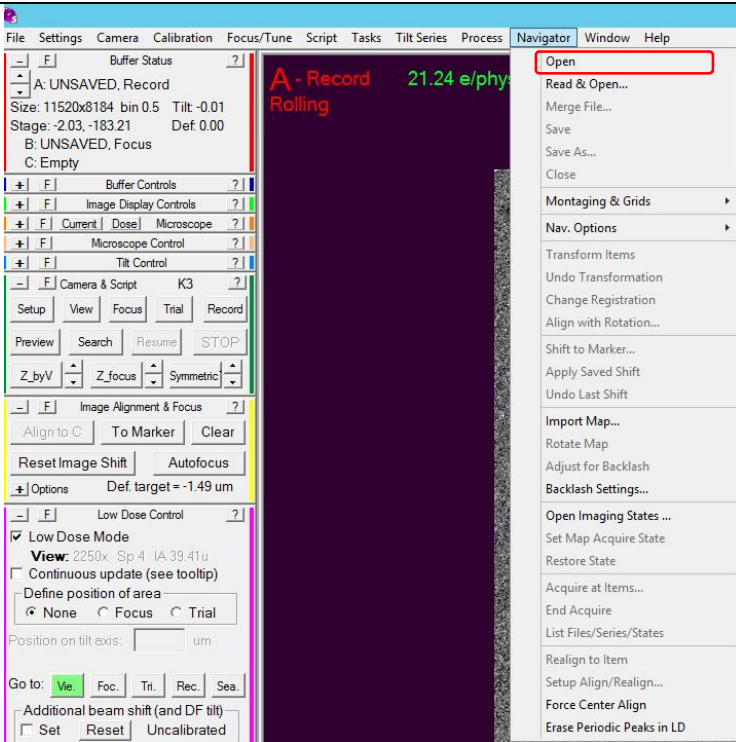 File Settings Camera Calibration Focus/Tune Script Tasks Tilt Series Process Navigator Window Help
- F Buffer Status ?
A: UNSAVED, Record
Size: 11520x8184 bin 0.5 Tilt: -0.01
Stage: -2.03, -183.21 Def: 0.00
B: UNSAVED, Focus
C: Empty
+ F Buffer Controls ?
+ F Image Display Controls ?
+ F Current Dose Microscope ?
+ F Microscope Control ?
+ F Tilt Control ?
- F Camera & Script K3 ?
Setup View Focus Trial Record
Preview Search Resume STOP
Z_byV Z_focus Symmetric
- F Image Alignment & Focus ?
Align to C To Marker Clear
Reset Image Shift Autofocus
+ Options Def. target = -1.49 um
- F Low Dose Control ?
Low Dose Mode
View: 2250x Sp 4 IA 39.41u
Continuous update (see tooltip)
Define position of area
None Focus Trial
Position on tilt axis: um
Go to: Vie. Foc. Tri. Rec. Sea.
Additional beam shift (and DF tilt)
Set Reset Uncalibrated
A - Record 21.24 e/phys
Rolling
Open
Read & Open...
Merge File...
Save
Save As...
Close
Montaging & Grids
Nav. Options
Transform Items
Undo Transformation
Change Registration
Align with Rotation...
Shift to Marker...
Apply Saved Shift
Undo Last Shift
Import Map...
Rotate Map
Adjust for Backlash
Backlash Settings...
Open Imaging States ...
Set Map Acquire State
Restore State
Acquire at Items...
End Acquire
List Files/Series/States
Realign to Item
Setup Align/Realign...
Force Center Align
Erase Periodic Peaks in LD